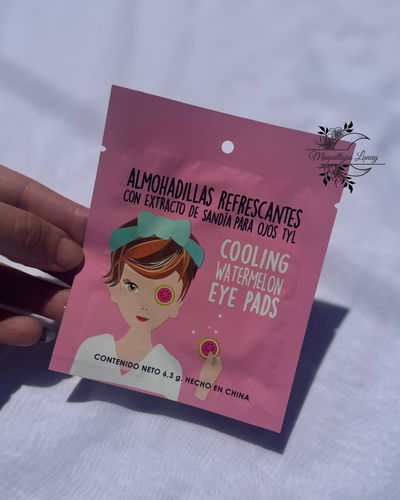 ALMOHADILLAS REFRESCANTES
CON EXTRACTO DE SANDÍA PARA OJOS TYL
COOLING
WATERMELON
EYE PADS
CONTENIDO NETO 6,3 g. HECHO EN CHINA
Maquillaje Lunay